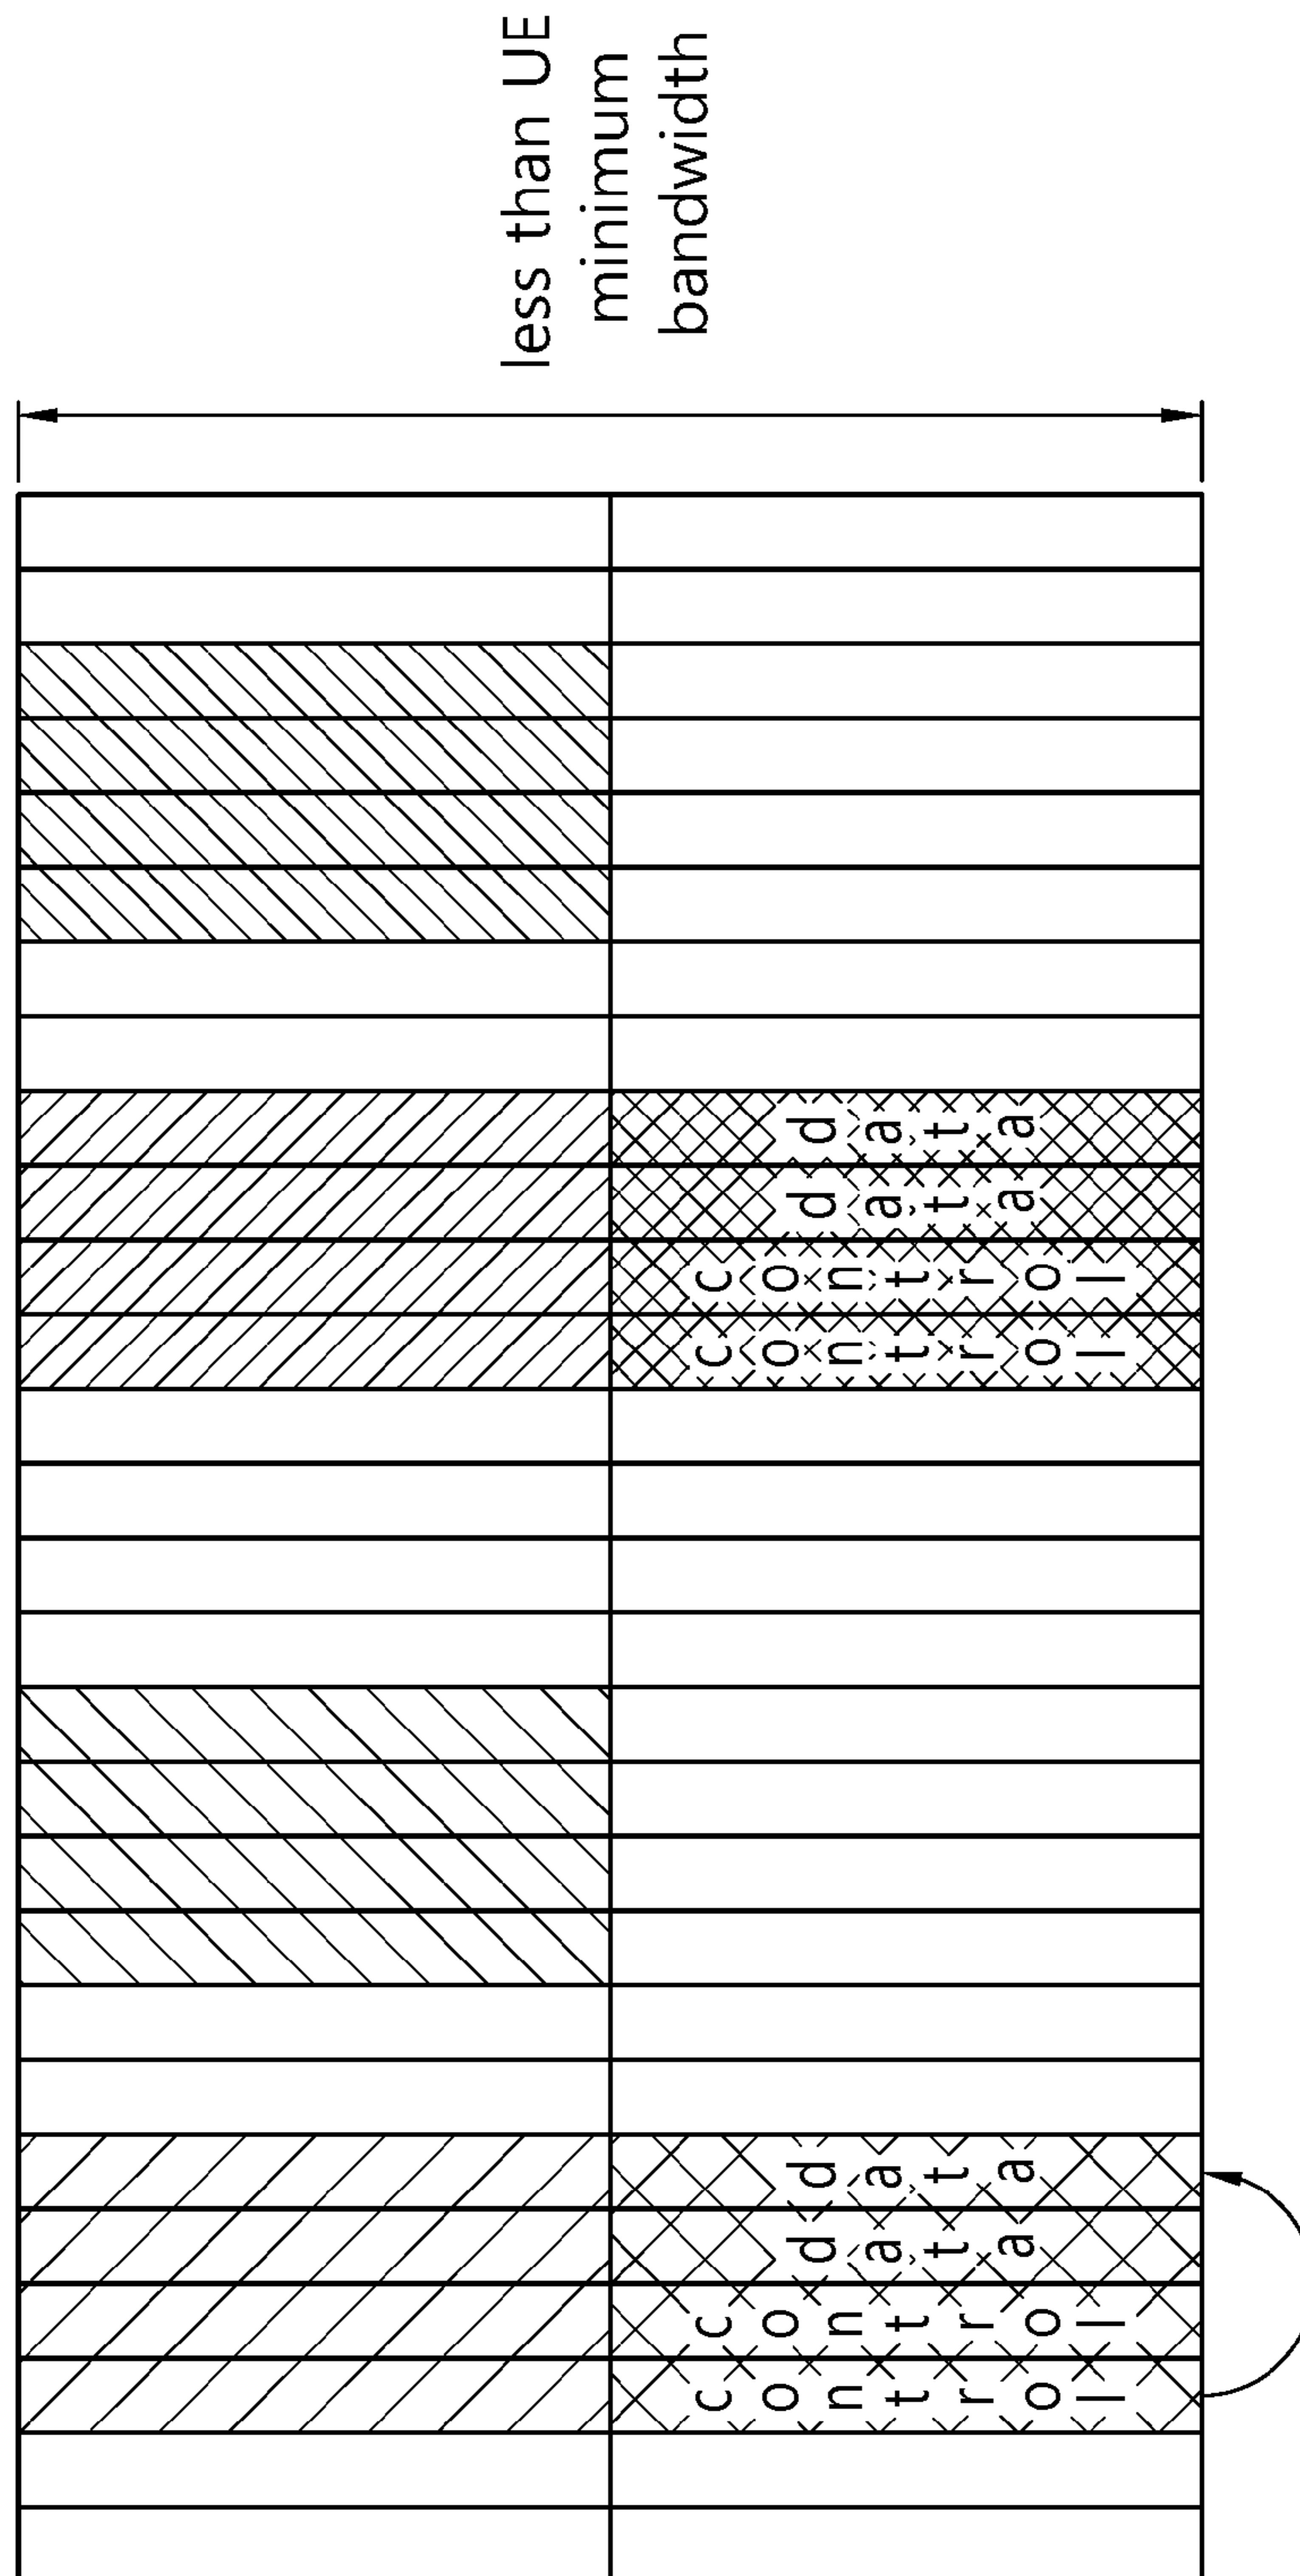 control
control
data
data
control
control
data
data
less than UE
minimum
bandwidth